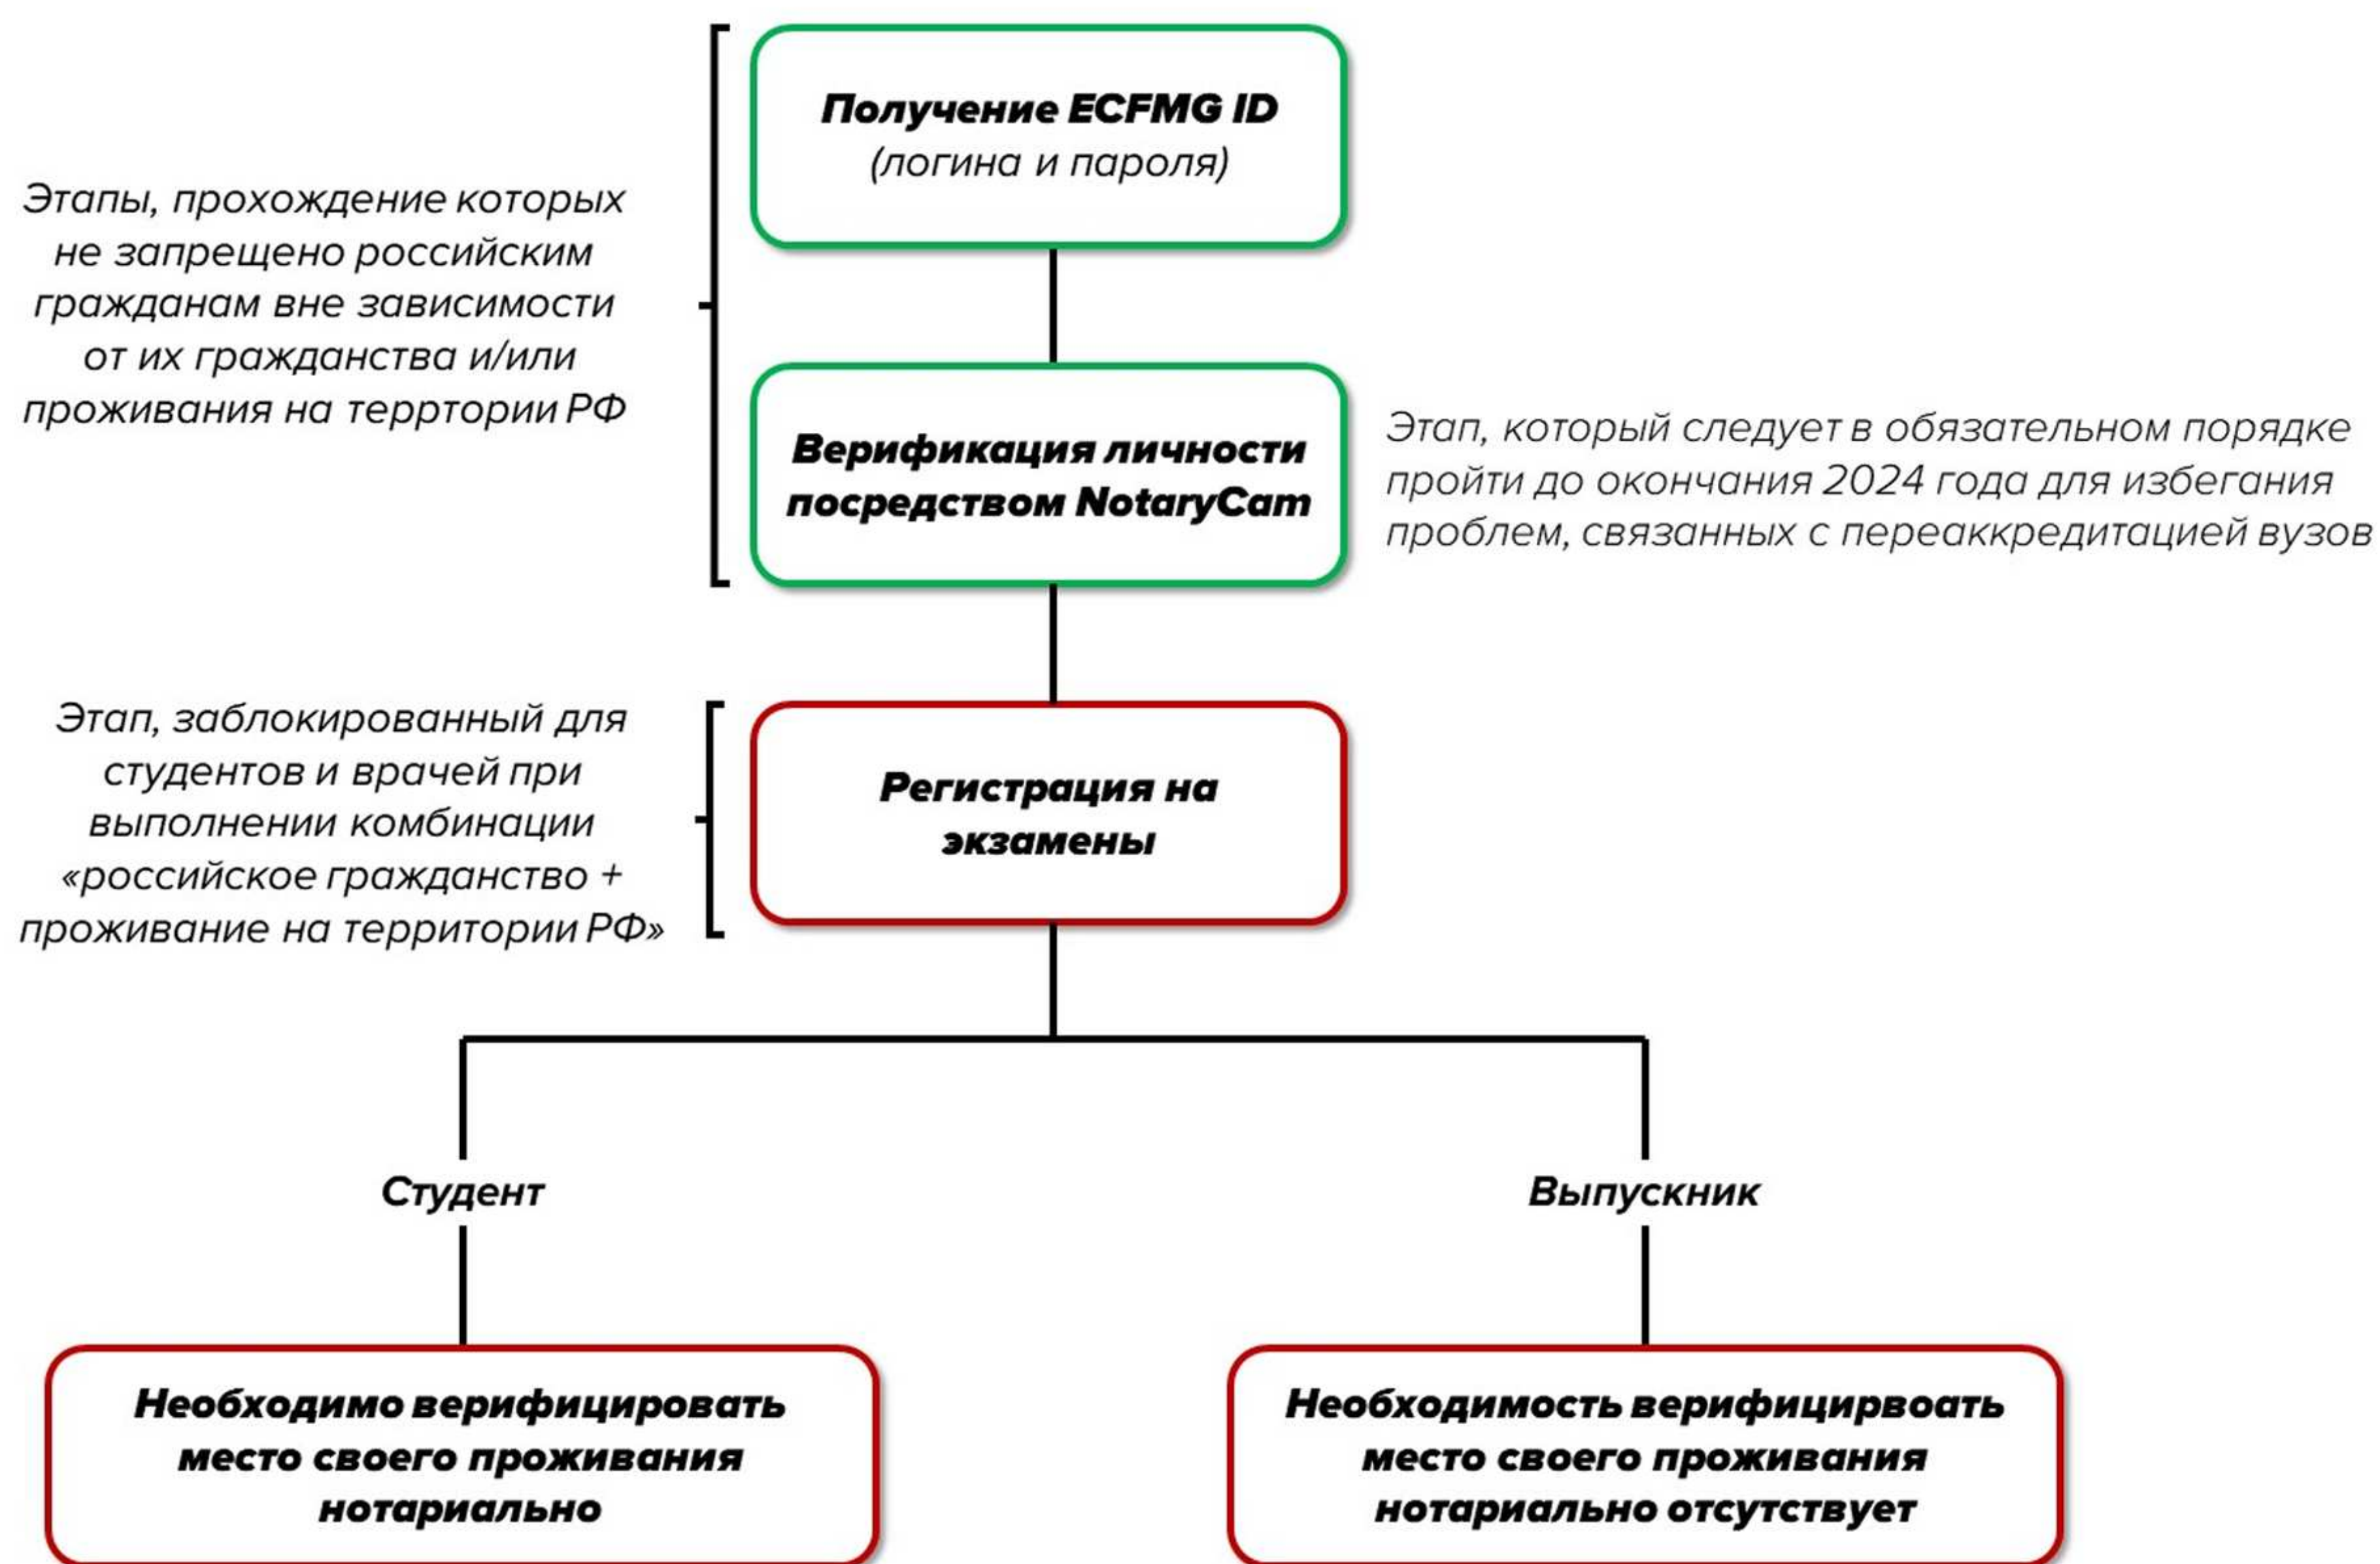 Получение ECFMG ID
(логина и пароля)
Этапы, прохождение которых
не запрещено российским
гражданам вне зависимости
от их гражданства и/или
проживания на терртории РФ
Верификация личности
посредством NotaryCam
Этап, который следует в обязательном порядке
пройти до окончания 2024 года для избегания
проблем, связанных с переаккредитацией вузов
Этап, заблокированный для
студентов и врачей при
выполнении комбинации
«российское гражданство +
проживание на территории РФ»
Регистрация на
экзамены
Студент
Выпускник
Необходимо верифицировать
место своего проживания
нотариально
Необходимость верифицирвоать
место своего проживания
нотариально отсутствует